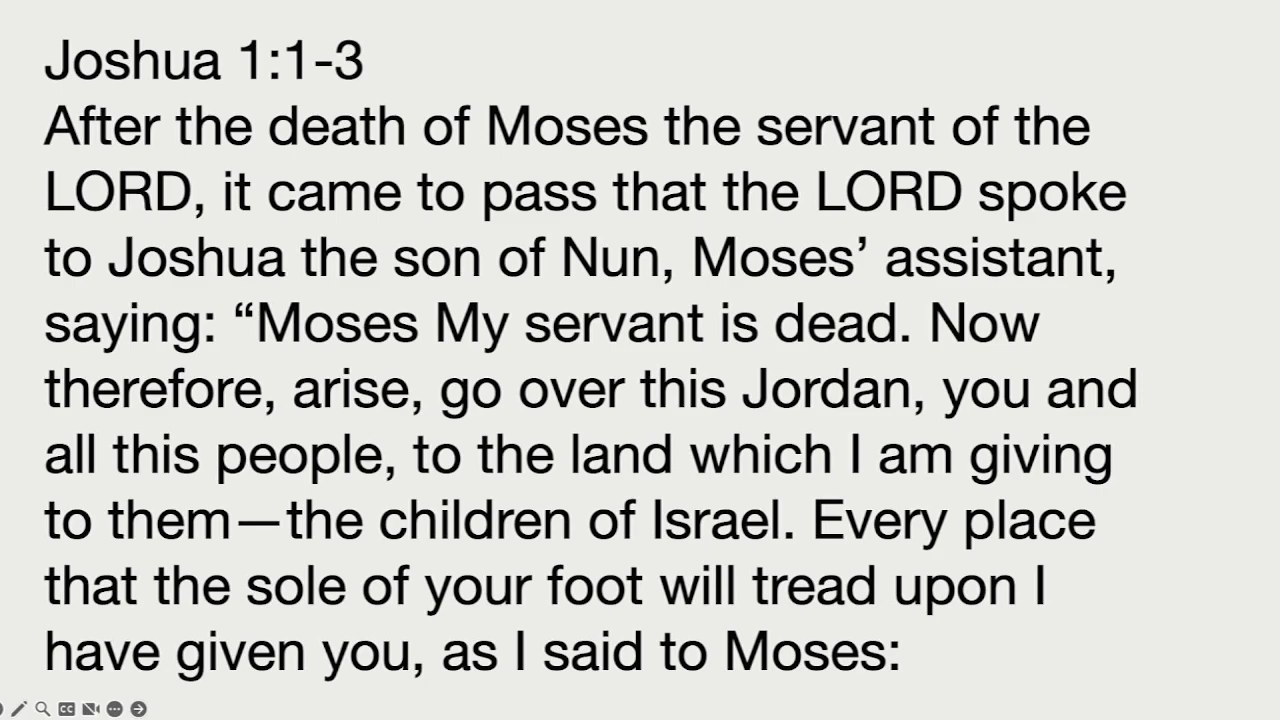 Joshua 1:1-3
After the death of Moses the servant of the
LORD, it came to pass that the LORD spoke
to Joshua the son of Nun, Moses’ assistant,
saying: “Moses My servant is dead. Now
therefore, arise, go over this Jordan, you and
all this people, to the land which I am giving
to them—the children of Israel. Every place
that the sole of your foot will tread upon I
have given you, as I said to Moses:
CC